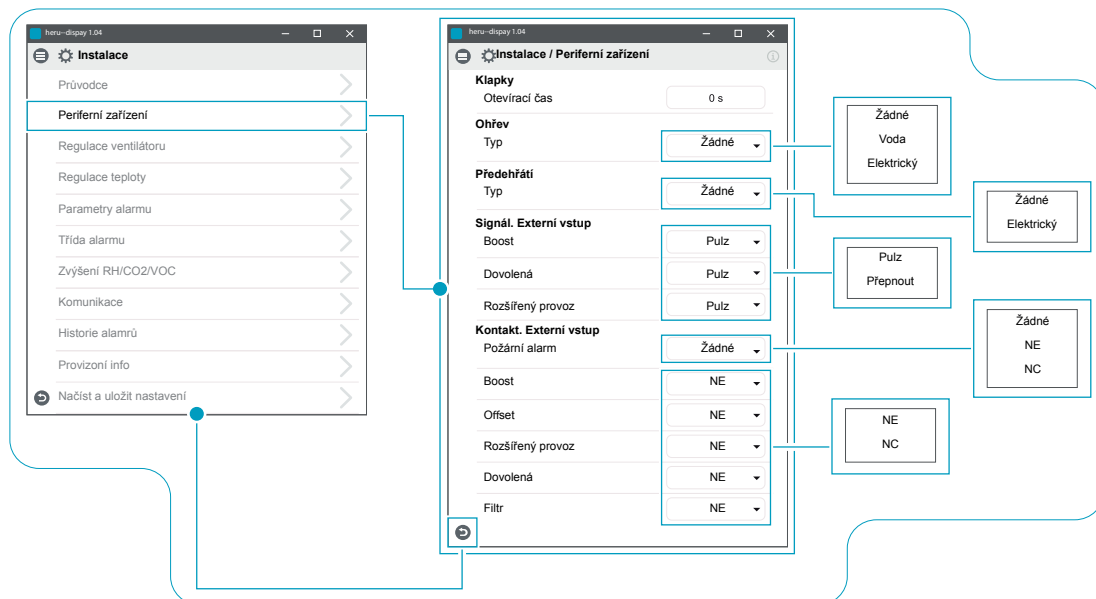 heru--dispay 1.04
Instalace
Průvodce
Periferní zařízení
Regulace ventilátoru
Regulace teploty
Parametry alarmu
Třída alarmu
Zvýšení RH/CO2/VOC
Komunikace
Historie alamrů
Provizoní info
Načíst a uložit nastavení
heru--dispay 1.04
Instalace / Periferní zařízení
Klapky
Otevírací čas 0 s
Ohřev
Typ Žádné
Předehřátí
Typ Žádné
Signál. Externí vstup
Boost Pulz
Dovolená Pulz
Rozšířený provoz Pulz
Kontakt. Externí vstup
Požární alarm Žádné
Boost NE
Offset NE
Rozšířený provoz NE
Dovolená NE
Filtr NE
Žádné
Voda
Elektrický
Žádné
Elektrický
Pulz
Přepnout
Žádné
NE
NC
NE
NC